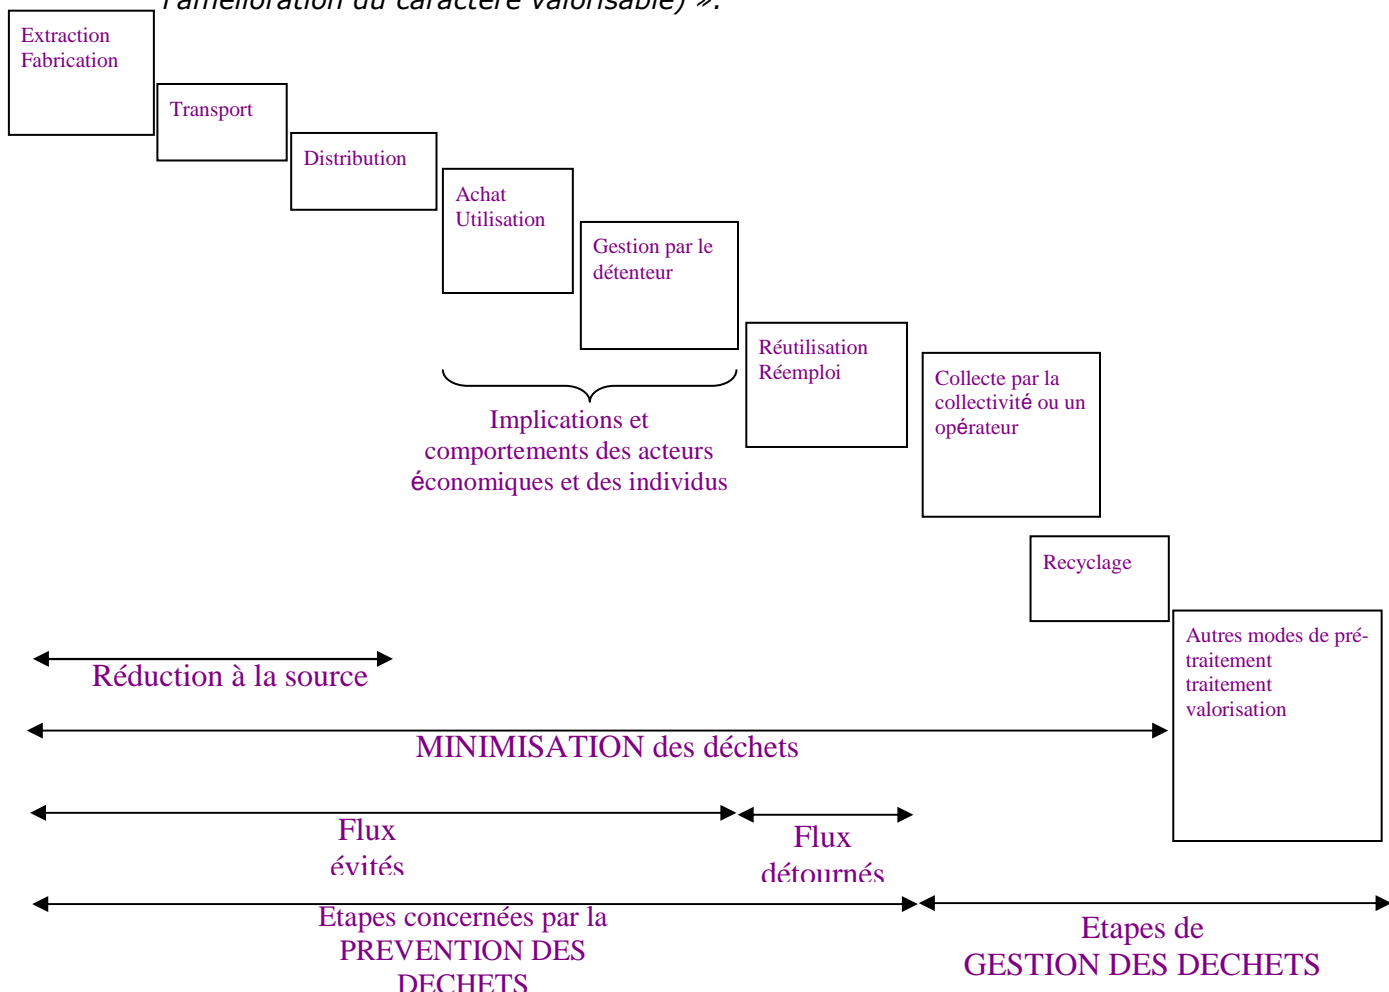 l'amélioration du caractère valorisable) ».
Extraction
Fabrication
Transport
Distribution
Achat
Utilisation
Gestion par le
détenteur
Réutilisation
Réemploi
Collecte par la
collectivité ou un
opérateur
Implications et
comportements des acteurs
économiques et des individus
Recyclage
Autres modes de pré-
traitement
traitement
valorisation
Réduction à la source
MINIMISATION des déchets
Flux
évités
Flux
détournés
Etapes concernées par la
PREVENTION DES
DECHETS
Etapes de
GESTION DES DECHETS